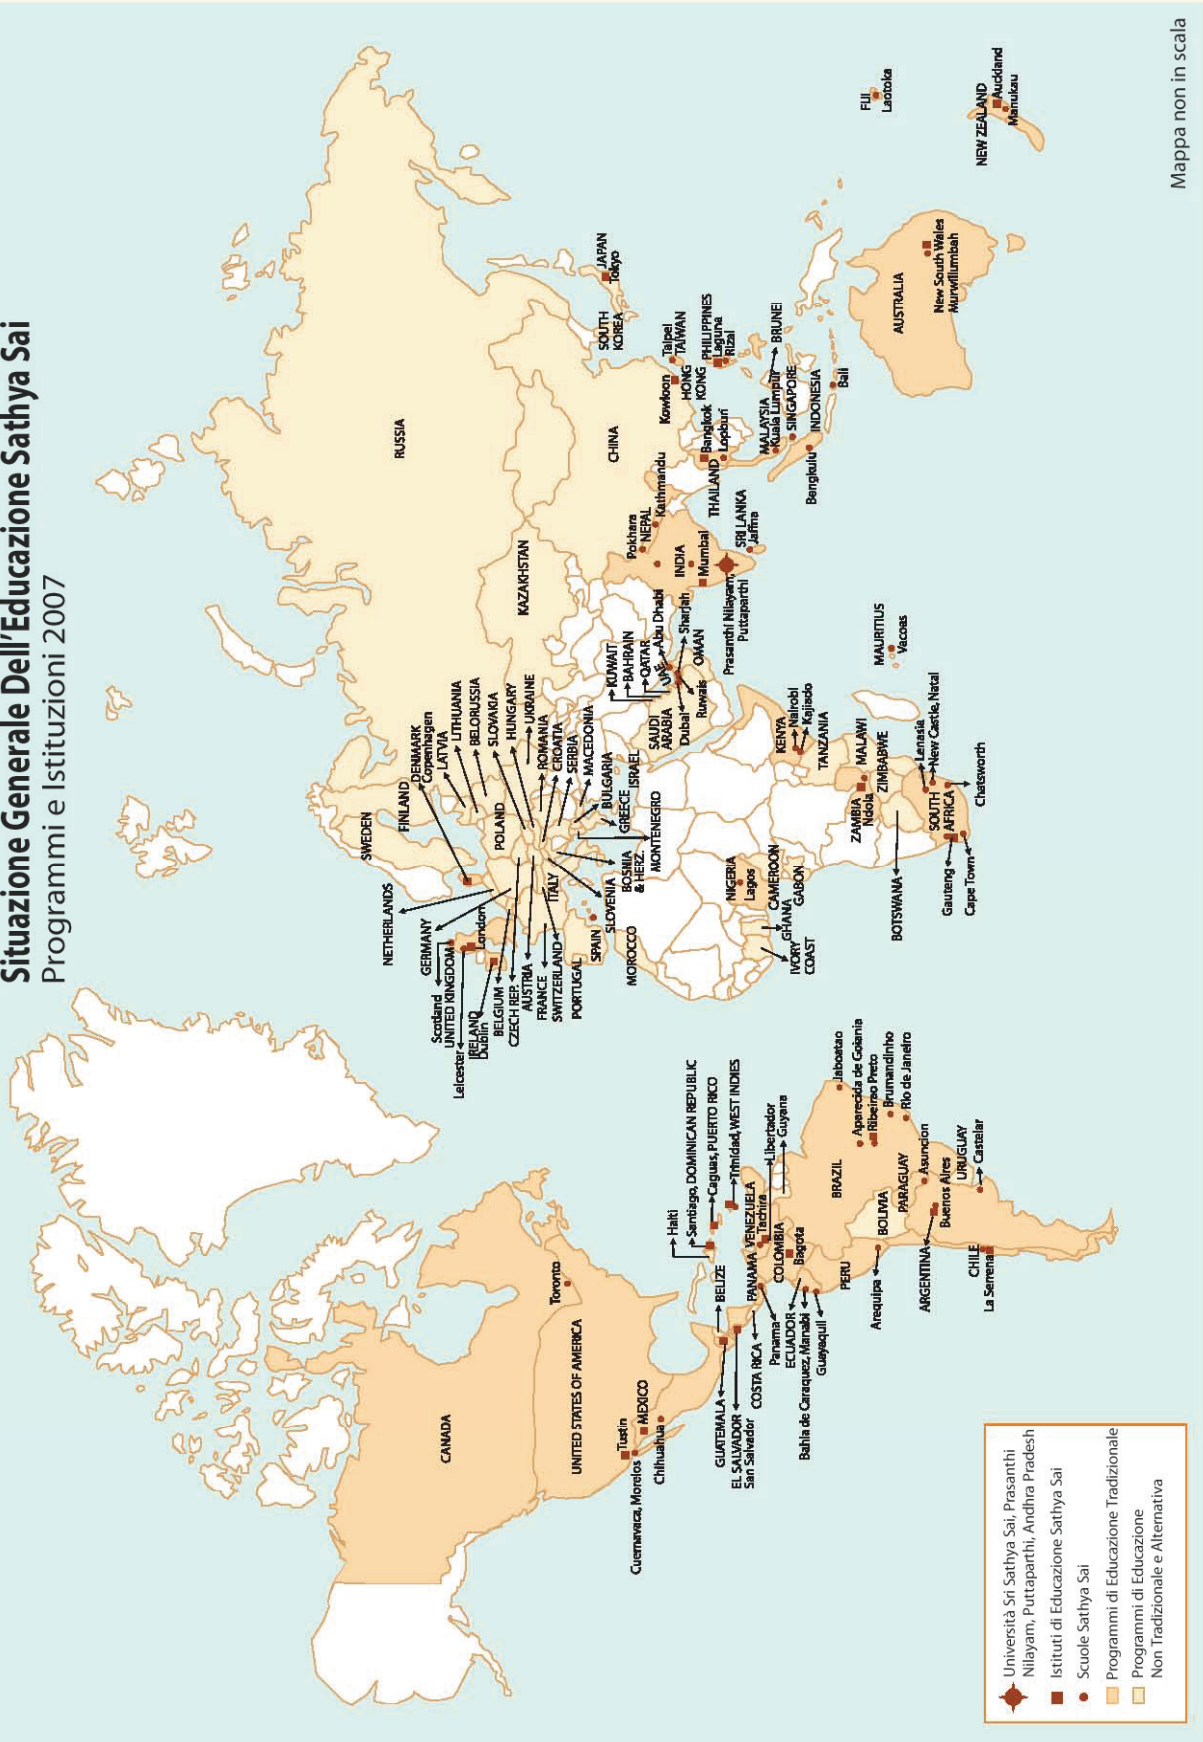 Situazione Generale Dell'Educazione Sathya Sai
Programmi e Istituzioni 2007
CANADA
Toronto
UNITED STATES OF AMERICA
Tustin
MEXICO
Cuernavaca, Morelos
Chihuahua
Haiti
Santiago, DOMINICAN REPUBLIC
Caguas, PUERTO RICO
Trinidad, WEST INDIES
BELIZE
GUATEMALA
EL SALVADOR
San Salvador
COSTA RICA
PANAMA
Panama
VENEZUELA
Tachira
Libertador
Guyana
COLOMBIA
Bagota
ECUADOR
Bahia de Caraquez, Manabi
Guayaquil
PERU
Arequipa
BRAZIL
Jaboatao
Aparecida de Goiania
Ribeirao Preto
Brumandinho
Rio de Janeiro
BOLIVIA
PARAGUAY
Asuncion
ARGENTINA
Buenos Aires
URUGUAY
Castelar
CHILE
La Serrena
NETHERLANDS
GERMANY
Scotland
UNITED KINGDOM
London
Leicester
IRELAND
Dublin
BELGIUM
CZECH REP.
AUSTRIA
FRANCE
SWITZERLAND
PORTUGAL
SPAIN
SLOVENIA
ITALY
BOSNIA
& HERZ.
MONTENEGRO
GREECE
BULGARIA
ISRAEL
SWEDEN
FINLAND
DENMARK
Copenhagen
LATVIA
LITHUANIA
BELORUSSIA
SLOVAKIA
HUNGARY
UKRAINE
ROMANIA
CROATIA
SERBIA
MACEDONIA
POLAND
RUSSIA
KAZAKHSTAN
CHINA
JAPAN
Tokyo
SOUTH
KOREA
Taipei
TAIWAN
Kowloon
HONG
KONG
PHILIPPINES
Laguna
Rizal
Bangkok
Lopburi
THAILAND
MALAYSIA
Kuala Lumpur
BRUNEI
SINGAPORE
INDONESIA
Bengkulu
Bali
Pokhara
NEPAL
Kathmandu
INDIA
Mumbai
Prasanthi Nilayam,
Puttaparthi
SRI LANKA
Jaffna
KUWAIT
BAHRAIN
QATAR
UAE
Abu Dhabi
Sharjah
OMAN
SAUDI
ARABIA
Dubai
Ruwais
MOROCCO
IVORY
COAST
GHANA
NIGERIA
Lagos
CAMEROON
GABON
KENYA
Nairobi
Kajiado
TANZANIA
MALAWI
ZAMBIA
Ndola
ZIMBABWE
BOTSWANA
SOUTH
AFRICA
Lenasia
New Castle, Natal
Chatsworth
Gauteng
Cape Town
MAURITIUS
Vacoas
AUSTRALIA
New South Wales
Murwillumbah
FIJI
Laotoka
NEW ZEALAND
Auckland
Manukau
Università Sri Sathya Sai, Prasanthi
Nilayam, Puttaparthi, Andhra Pradesh
Istituti di Educazione Sathya Sai
Scuole Sathya Sai
Programmi di Educazione Tradizionale
Programmi di Educazione
Non Tradizionale e Alternativa
Mappa non in scala